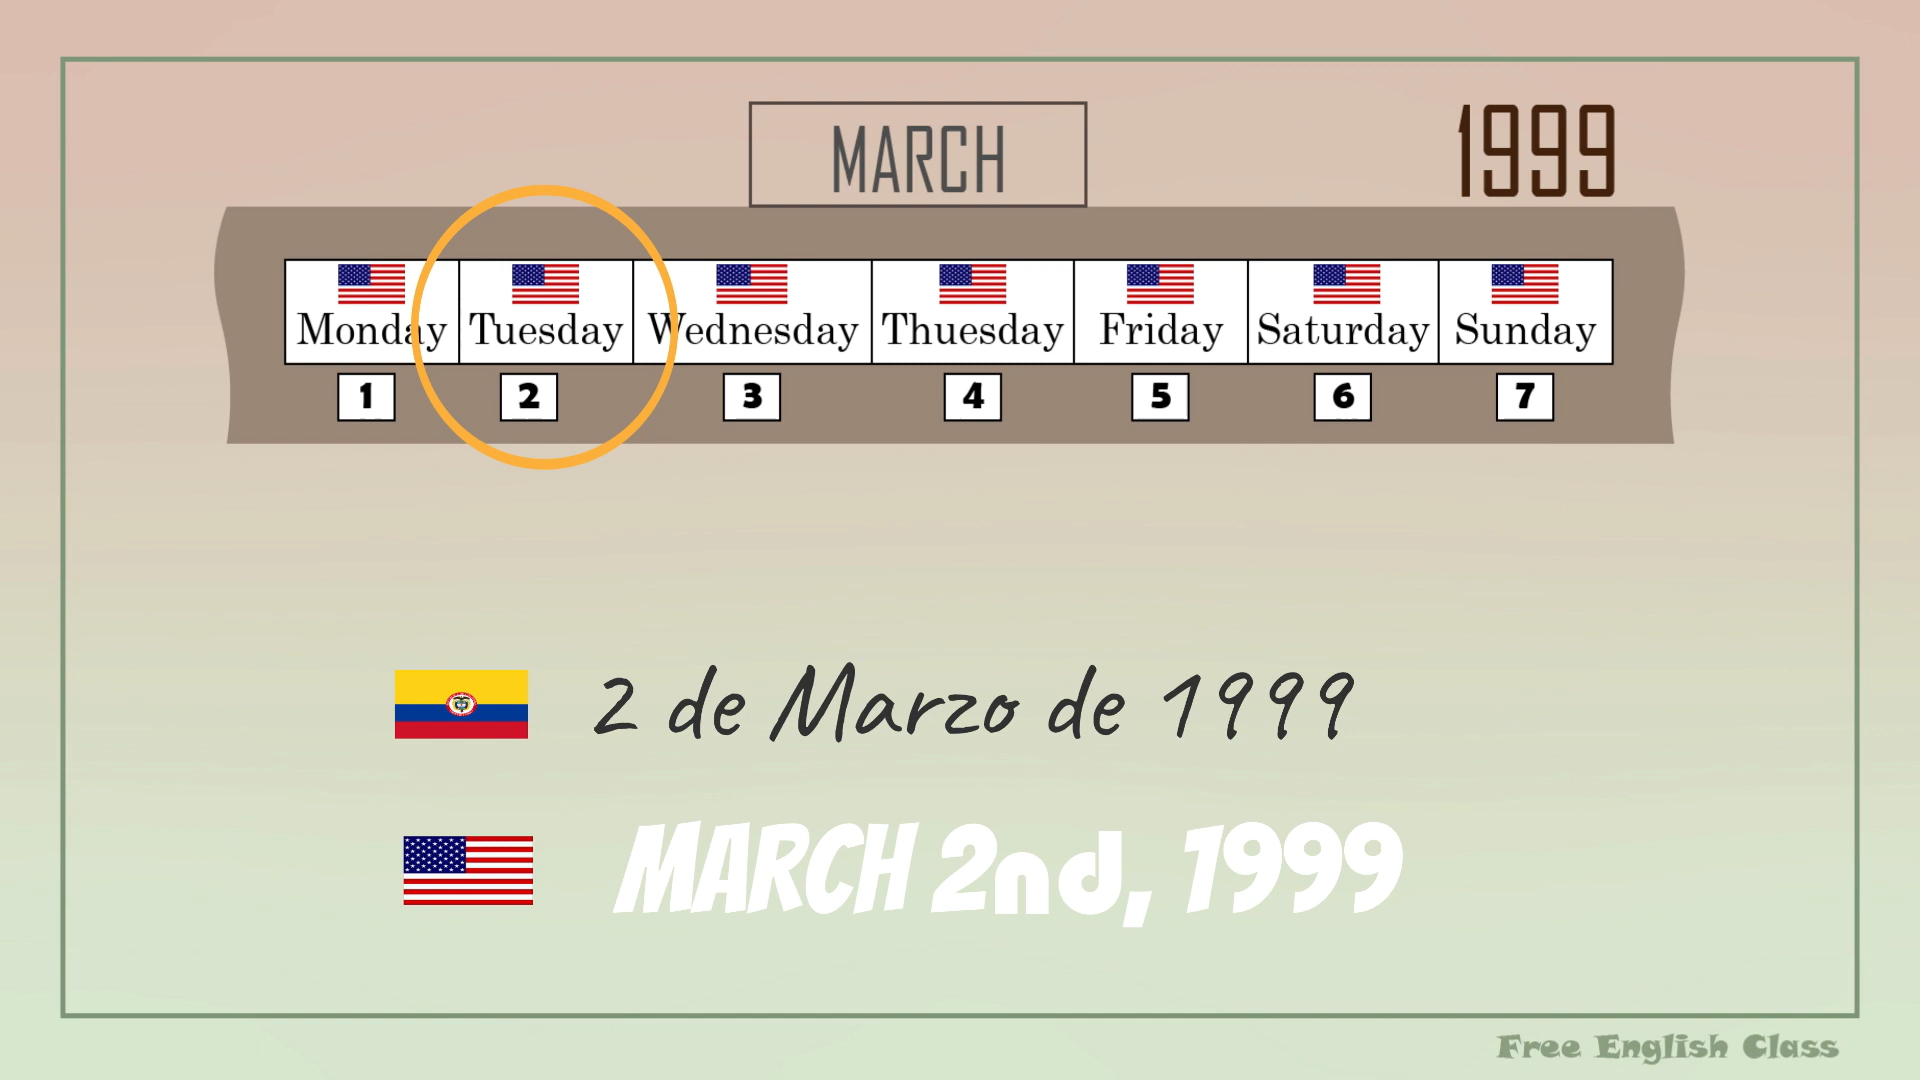 MARCH
1999
Monday Tuesday Wednesday Thuesday Friday Saturday Sunday
1 2 3 4 5 6 7
2 de Marzo de 1999
MARCH 2nd, 1999
Free English Class